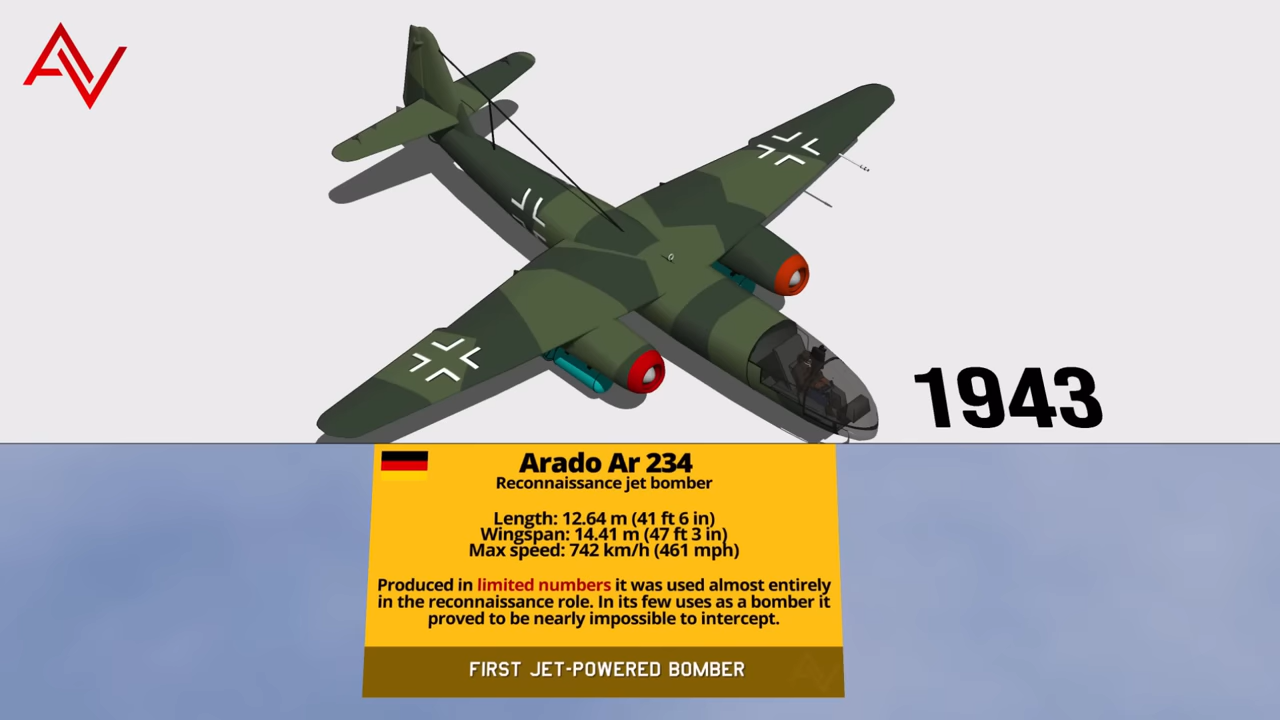 AV
1943
Arado Ar 234
Reconnaissance jet bomber
Length: 12.64 m (41 ft 6 in)
Wingspan: 14.41 m (47 ft 3 in)
Max speed: 742 km/h (461 mph)
Produced in limited numbers it was used almost entirely
in the reconnaissance role. In its few uses as a bomber it
proved to be nearly impossible to intercept.
FIRST JET-POWERED BOMBER